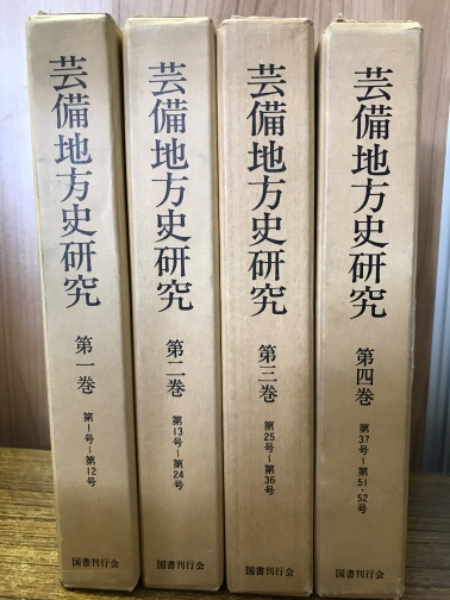 芸備地方史研究
第一巻
第1号~第12号
国書刊行会
芸備地方史研究
第二巻
第13号~第24号
国書刊行会
芸備地方史研究
第三巻
第25号~第36号
国書刊行会
芸備地方史研究
第四巻
第37号~第51・52号
国書刊行会